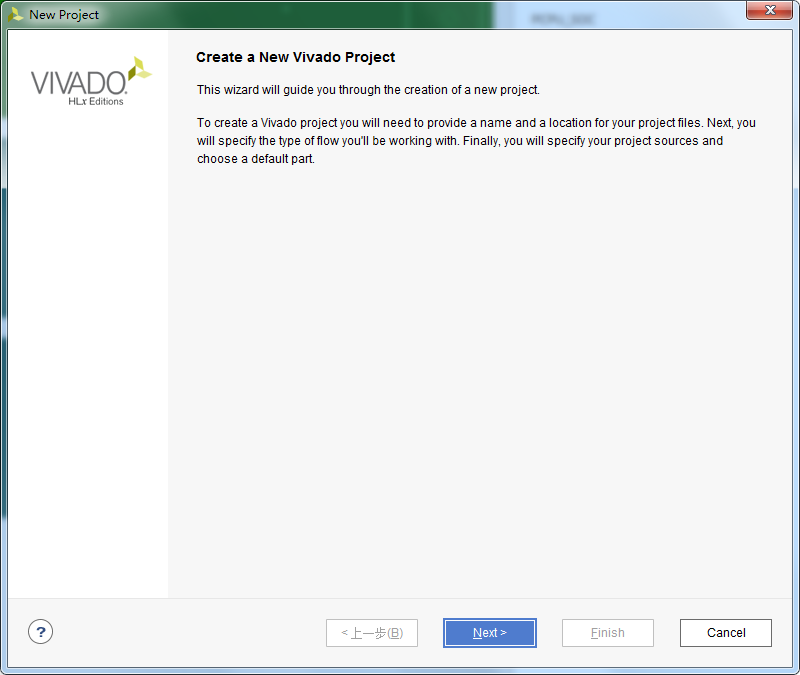 New Project
VIVADO.
HLx Editions
Create a New Vivado Project
This wizard will guide you through the creation of a new project.
To create a Vivado project you will need to provide a name and a location for your project files. Next, you
will specify the type of flow you'll be working with. Finally, you will specify your project sources and
choose a default part.
?
< 上一步(B)
Next >
Finish
Cancel